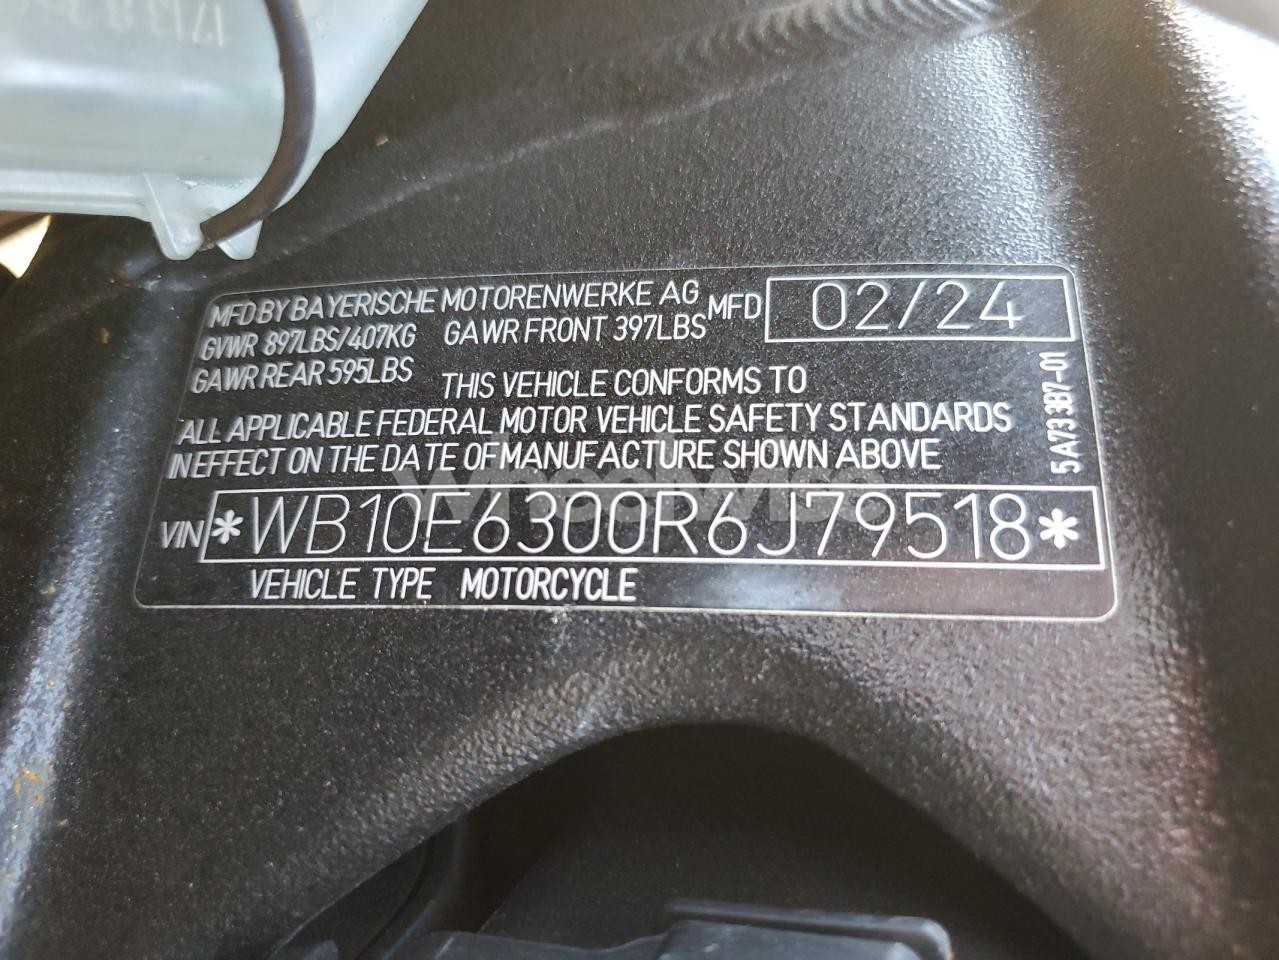 MFD BY BAYERISCHE MOTORENWERKE AG MFD 02/24
GVWR 897LBS/407KG GAWR FRONT 397LBS
GAWR REAR 595LBS THIS VEHICLE CONFORMS TO
ALL APPLICABLE FEDERAL MOTOR VEHICLE SAFETY STANDARDS
IN EFFECT ON THE DATE OF MANUFACTURE SHOWN ABOVE
VIN *WB10E6300R6J79518*
VEHICLE TYPE MOTORCYCLE
5A733B7-01
wheelwise